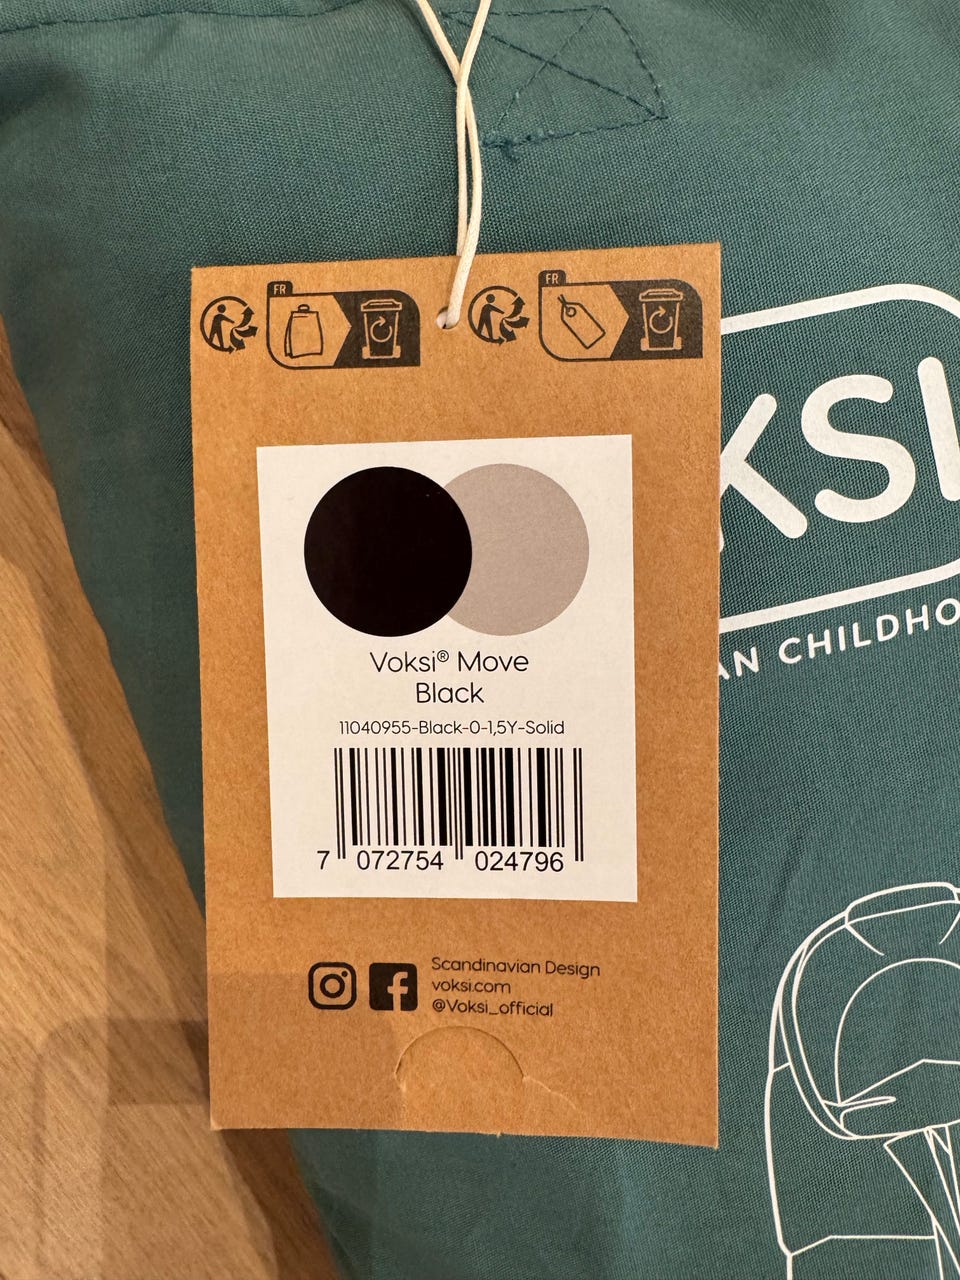 FR
FR
KSI
AN CHILDHO
Voksi® Move
Black
11040955-Black-0-1,5Y-Solid
7 072754 024796
Scandinavian Design
voksi.com
@Voksi_official